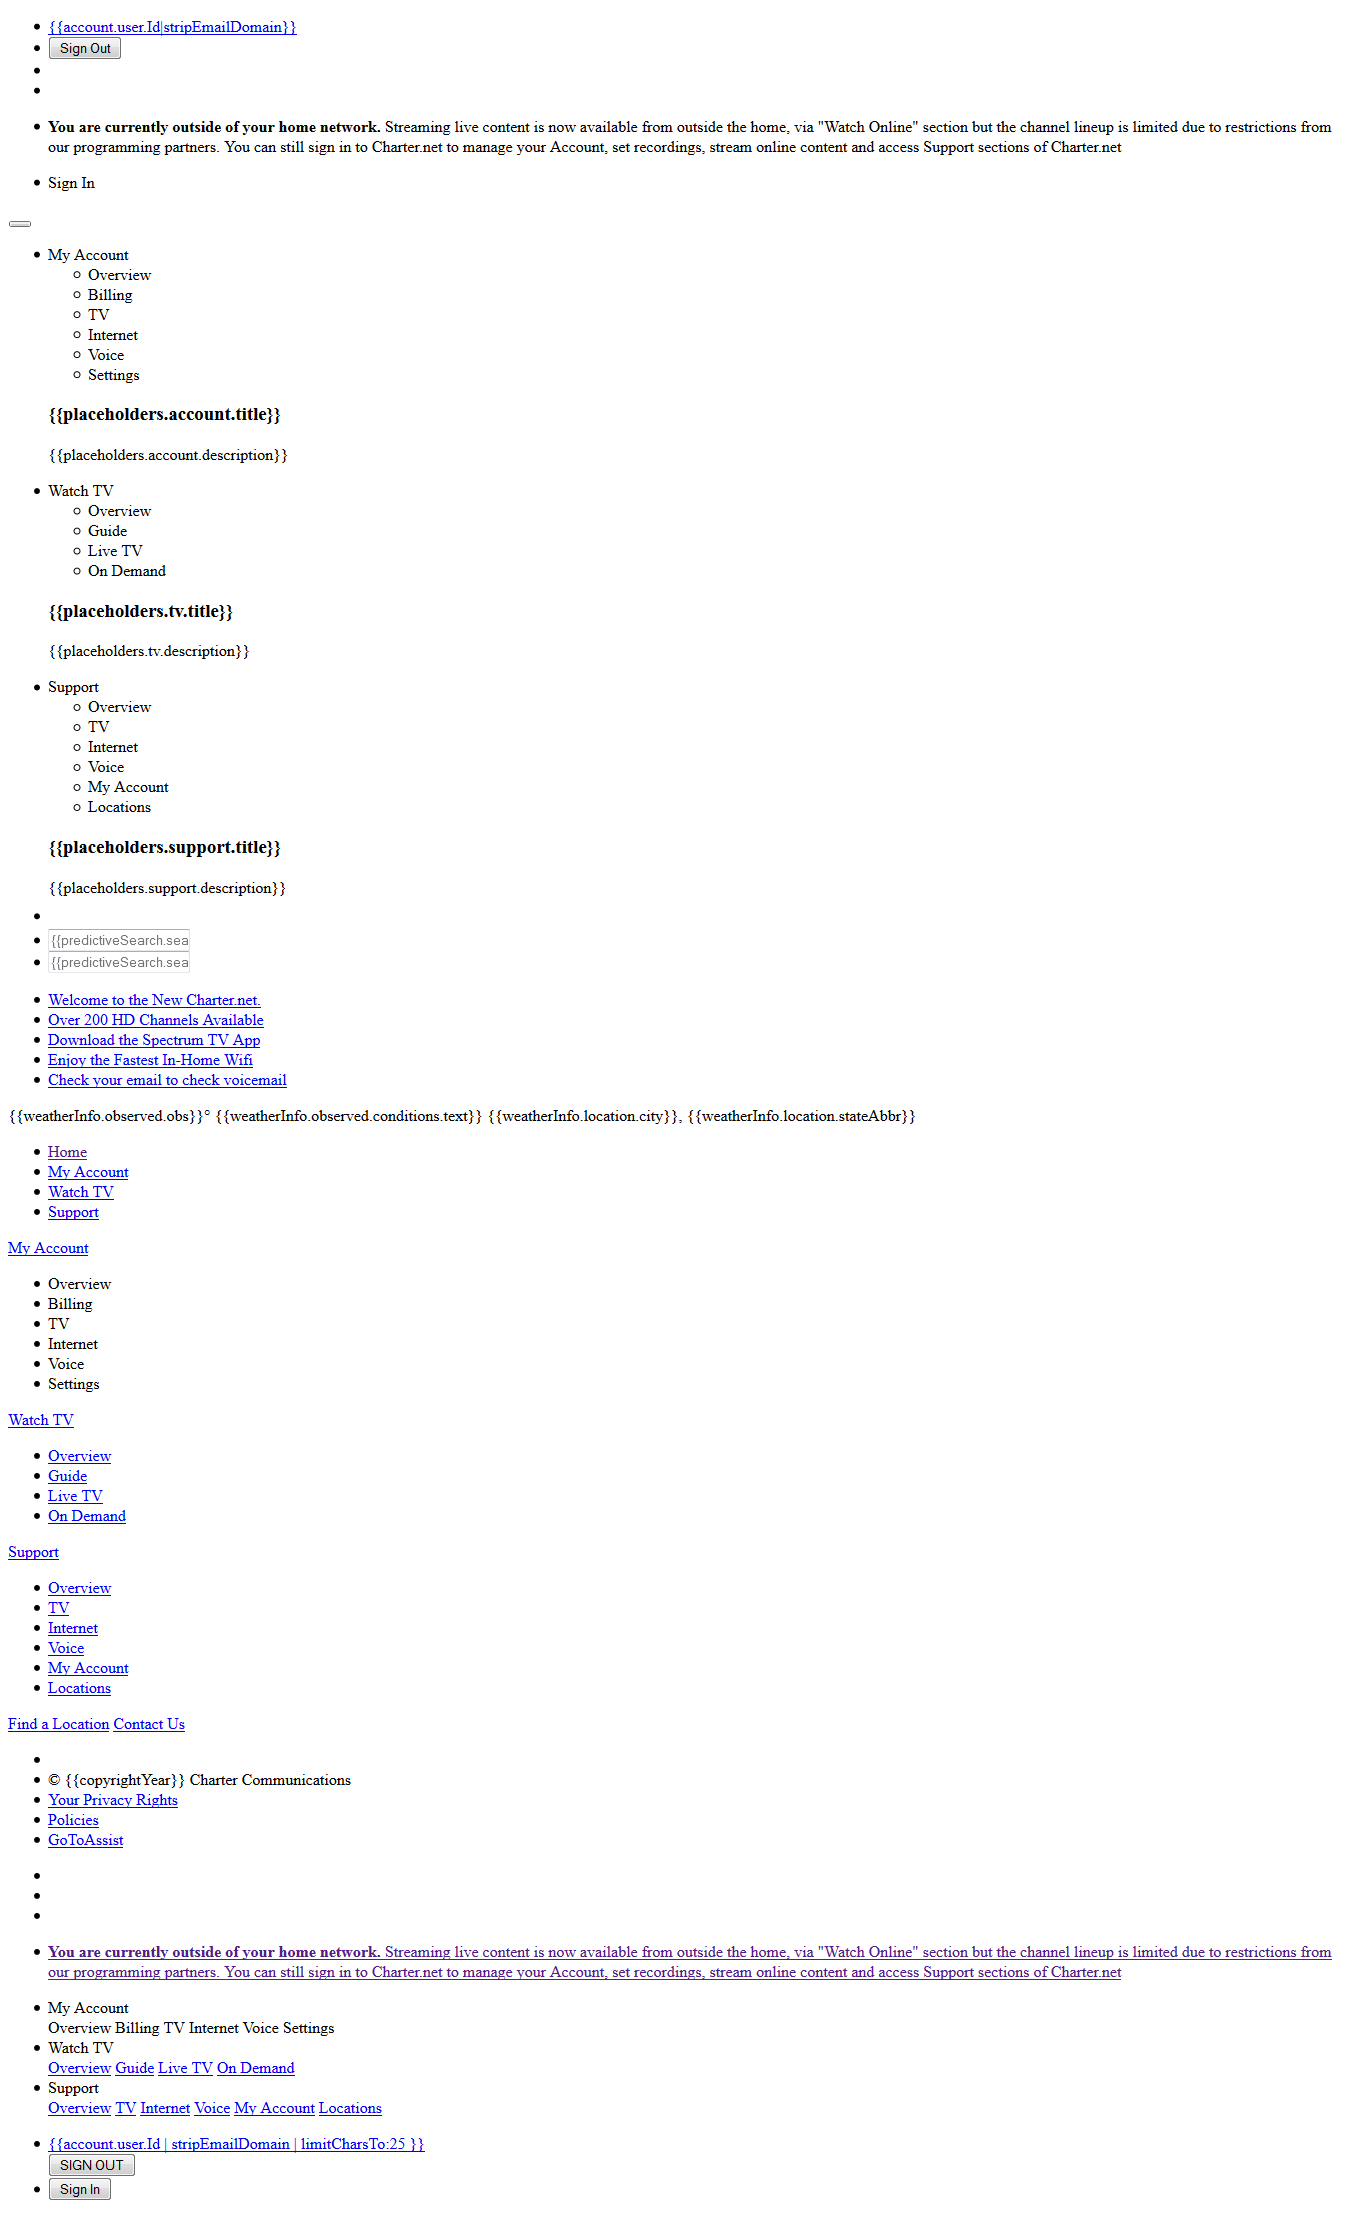 {{account.user.Id|stripEmailDomain}}
Sign Out
You are currently outside of your home network. Streaming live content is now available from outside the home, via "Watch Online" section but the channel lineup is limited due to restrictions from
our programming partners. You can still sign in to Charter.net to manage your Account, set recordings, stream online content and access Support sections of Charter.net
Sign In
My Account
Overview
Billing
TV
Internet
Voice
Settings
{{placeholders.account.title}}
{{placeholders.account.description}}
Watch TV
Overview
Guide
Live TV
On Demand
{{placeholders.tv.title}}
{{placeholders.tv.description}}
Support
Overview
TV
Internet
Voice
My Account
Locations
{{placeholders.support.title}}
{{placeholders.support.description}}
{{predictiveSearch.sea
{{predictiveSearch.sea
Welcome to the New Charter.net.
Over 200 HD Channels Available
Download the Spectrum TV App
Enjoy the Fastest In-Home Wifi
Check your email to check voicemail
{{weatherInfo.observed.obs}}° {{weatherInfo.observed.conditions.text}} {{weatherInfo.location.city}}, {{weatherInfo.location.stateAbbr}}
Home
My Account
Watch TV
Support
My Account
Overview
Billing
TV
Internet
Voice
Settings
Watch TV
Overview
Guide
Live TV
On Demand
Support
Overview
TV
Internet
Voice
My Account
Locations
Find a Location Contact Us
© {{copyrightYear}} Charter Communications
Your Privacy Rights
Policies
GoToAssist
You are currently outside of your home network. Streaming live content is now available from outside the home, via "Watch Online" section but the channel lineup is limited due to restrictions from
our programming partners. You can still sign in to Charter.net to manage your Account, set recordings, stream online content and access Support sections of Charter.net
My Account
Overview Billing TV Internet Voice Settings
Watch TV
Overview Guide Live TV On Demand
Support
Overview TV Internet Voice My Account Locations
{{account.user.Id | stripEmailDomain | limitCharsTo:25 }}
SIGN OUT
Sign In